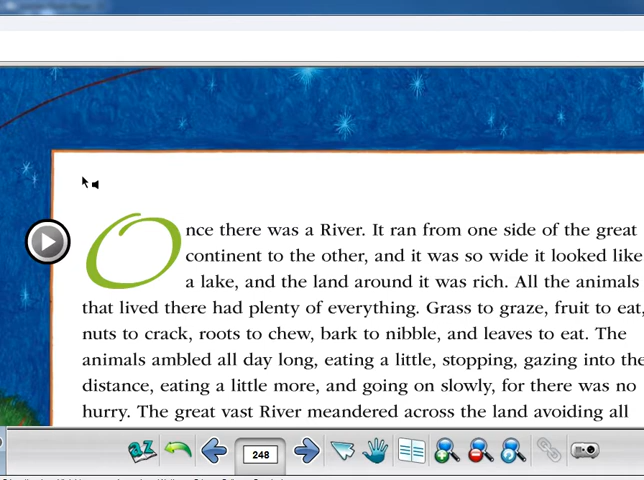 Once there was a River. It ran from one side of the great
continent to the other, and it was so wide it looked like
a lake, and the land around it was rich. All the animals
that lived there had plenty of everything. Grass to graze, fruit to eat,
nuts to crack, roots to chew, bark to nibble, and leaves to eat. The
animals ambled all day long, eating a little, stopping, gazing into the
distance, eating a little more, and going on slowly, for there was no
hurry. The great vast River meandered across the land avoiding all
az 248